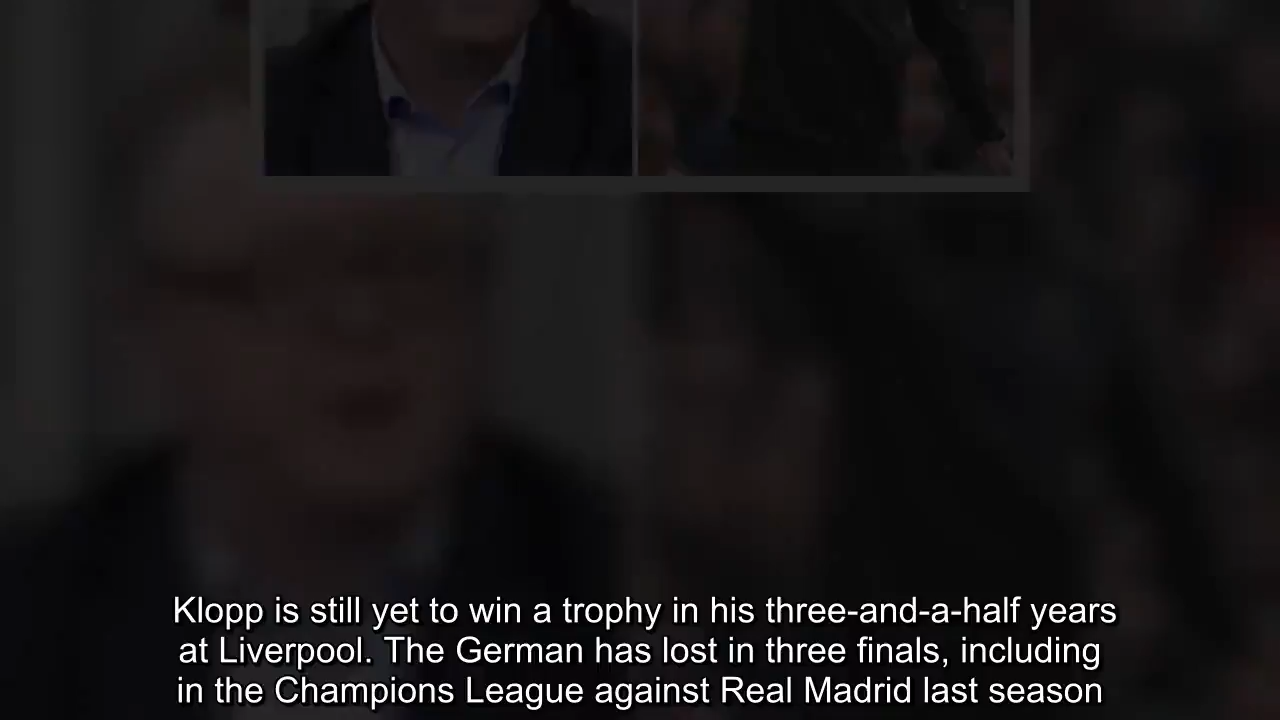 Klopp is still yet to win a trophy in his three-and-a-half years
at Liverpool. The German has lost in three finals, including
in the Champions League against Real Madrid last season